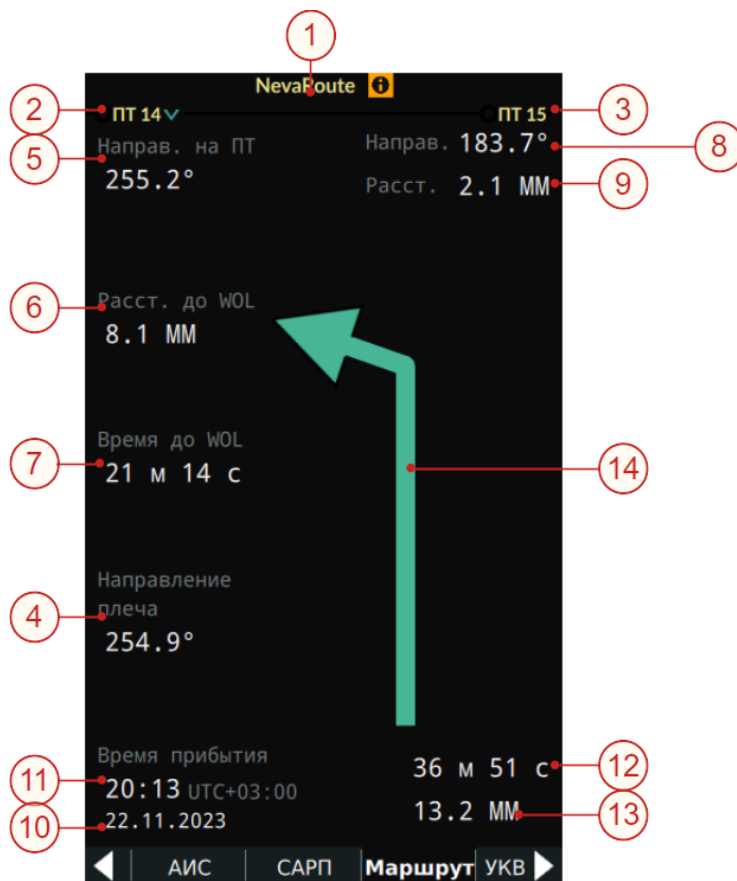 1
NevaRoute
2
ПТ 14
ПТ 15
3
5
Направ. на ПТ
255.2°
Направ. 183.7°
8
Расст. 2.1 ММ
9
6
Расст. до WOL
8.1 ММ
7
Время до WOL
21 м 14 с
14
4
Направление
плеча
254.9°
Время прибытия
11
20:13 UTC+03:00
36 м 51 с
12
10
22.11.2023
13.2 ММ
13
АИС САРП Маршрут УКВ